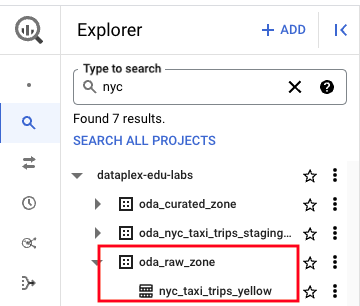 Explorer
+ ADD
Type to search
nyc
Found 7 results.
SEARCH ALL PROJECTS
dataplex-edu-labs
oda_curated_zone
oda_nyc_taxi_trips_staging...
oda_raw_zone
nyc_taxi_trips_yellow